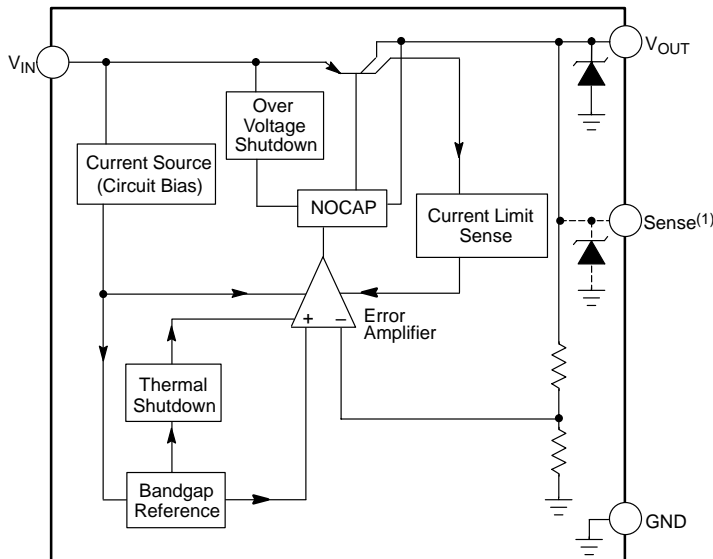 VIN
VOUT
Over
Voltage
Shutdown
Current Source
(Circuit Bias)
NOCAP
Current Limit
Sense
Sense(1)
Error
Amplifier
+ −
Thermal
Shutdown
Bandgap
Reference
GND